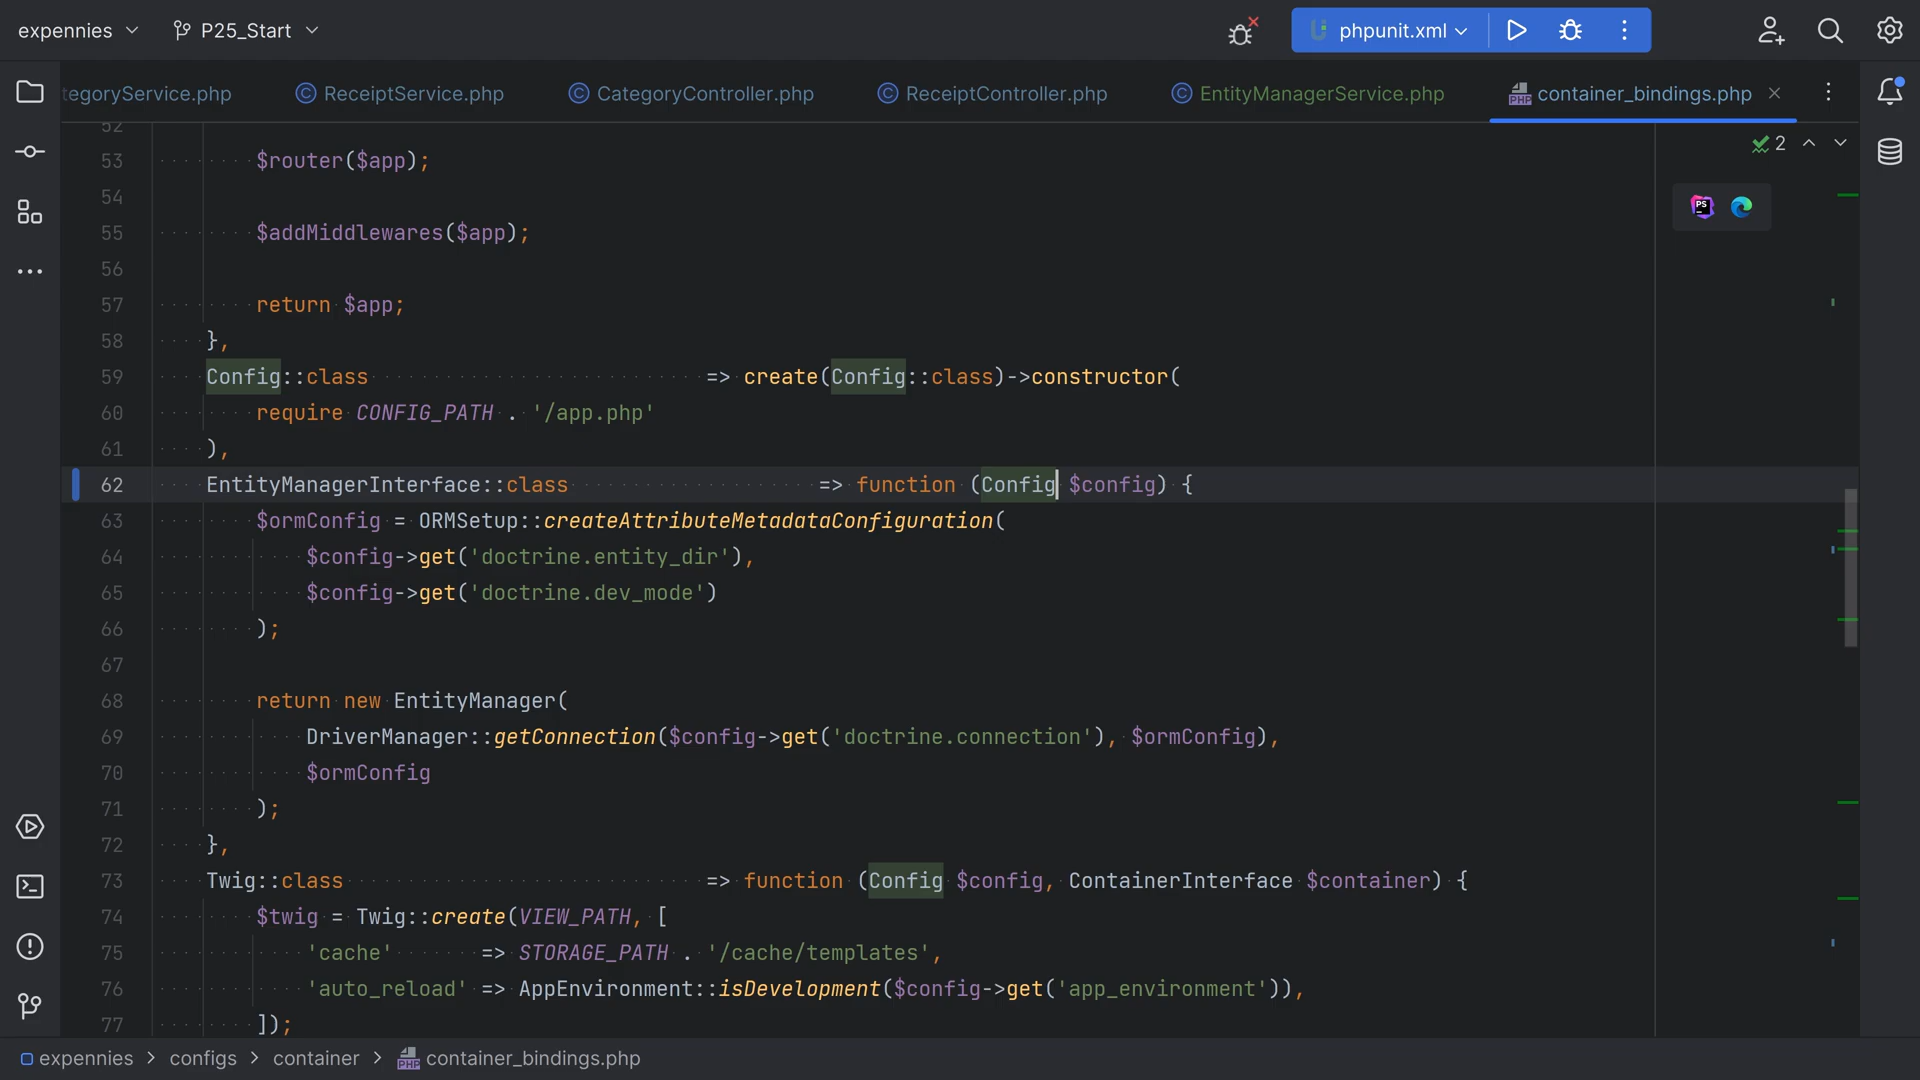 expennies
P25_Start
phpunit.xml
tegoryService.php
ReceiptService.php
CategoryController.php
ReceiptController.php
EntityManagerService.php
container_bindings.php
2
52
53 $router($app);
54
55 $addMiddlewares($app);
56
57 return $app;
58 },
59 Config::class => create(Config::class)->constructor(
60 require CONFIG_PATH . '/app.php'
61 ),
62 EntityManagerInterface::class => function (Config $config) {
63 $ormConfig = ORMSetup::createAttributeMetadataConfiguration(
64 $config->get('doctrine.entity_dir'),
65 $config->get('doctrine.dev_mode')
66 );
67
68 return new EntityManager(
69 DriverManager::getConnection($config->get('doctrine.connection'), $ormConfig),
70 $ormConfig
71 );
72 },
73 Twig::class => function (Config $config, ContainerInterface $container) {
74 $twig = Twig::create(VIEW_PATH, [
75 'cache' => STORAGE_PATH . '/cache/templates',
76 'auto_reload' => AppEnvironment::isDevelopment($config->get('app_environment')),
77 ]);
expennies > configs > container > container_bindings.php